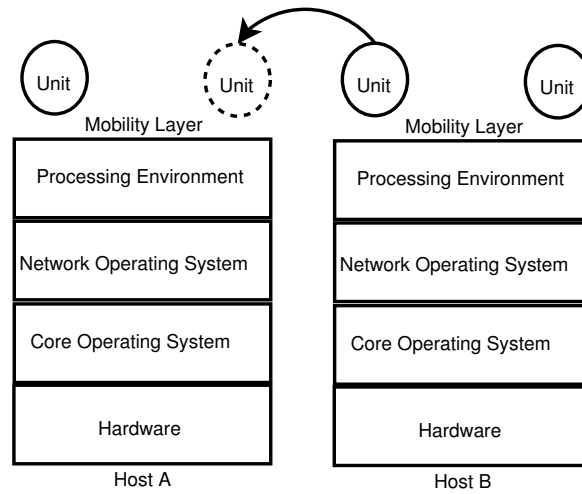 Unit Unit Unit Unit
Mobility Layer Mobility Layer
Processing Environment Processing Environment
Network Operating System Network Operating System
Core Operating System Core Operating System
Hardware Hardware
Host A Host B